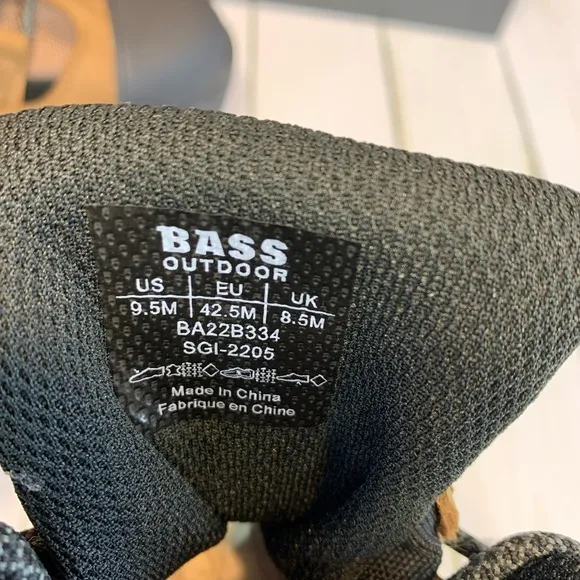 BASS
OUTDOOR
US EU UK
9.5M 42.5M 8.5M
BA22B334
SGI-2205
Made in China
Fabriqué en Chine